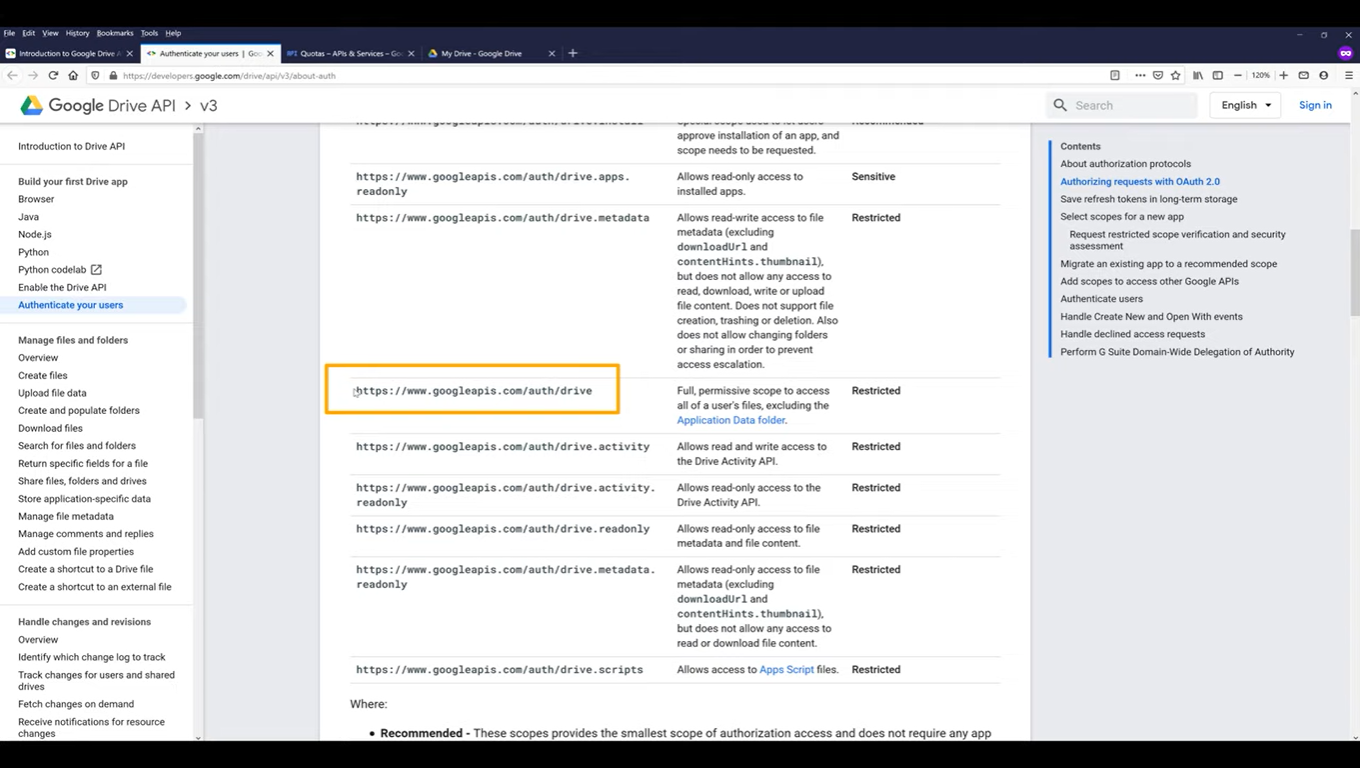 File Edit View History Bookmarks Tools Help
Introduction to Google Drive A
Authenticate your users | Goo
Quotas – APIs & Services – Go
My Drive - Google Drive
https://developers.google.com/drive/api/v3/about-auth
120%
Google Drive API > v3
Search
English
Sign in
Introduction to Drive API
Build your first Drive app
Browser
Java
Node.js
Python
Python codelab
Enable the Drive API
Authenticate your users
Manage files and folders
Overview
Create files
Upload file data
Create and populate folders
Download files
Search for files and folders
Return specific fields for a file
Share files, folders and drives
Store application-specific data
Manage file metadata
Manage comments and replies
Add custom file properties
Create a shortcut to a Drive file
Create a shortcut to an external file
Handle changes and revisions
Overview
Identify which change log to track
Track changes for users and shared
drives
Fetch changes on demand
Receive notifications for resource
changes
approve installation of an app, and
scope needs to be requested.
https://www.googleapis.com/auth/drive.apps.
readonly
Allows read-only access to
installed apps.
Sensitive
https://www.googleapis.com/auth/drive.metadata
Allows read-write access to file
metadata (excluding
downloadUrl and
contentHints.thumbnail),
but does not allow any access to
read, download, write or upload
file content. Does not support file
creation, trashing or deletion. Also
does not allow changing folders
or sharing in order to prevent
access escalation.
Restricted
https://www.googleapis.com/auth/drive
Full, permissive scope to access
all of a user's files, excluding the
Application Data folder.
Restricted
https://www.googleapis.com/auth/drive.activity
Allows read and write access to
the Drive Activity API.
Restricted
https://www.googleapis.com/auth/drive.activity.
readonly
Allows read-only access to the
Drive Activity API.
Restricted
https://www.googleapis.com/auth/drive.readonly
Allows read-only access to file
metadata and file content.
Restricted
https://www.googleapis.com/auth/drive.metadata.
readonly
Allows read-only access to file
metadata (excluding
downloadUrl and
contentHints.thumbnail),
but does not allow any access to
read or download file content.
Restricted
https://www.googleapis.com/auth/drive.scripts
Allows access to Apps Script files.
Restricted
Where:
• Recommended - These scopes provides the smallest scope of authorization access and does not require any app
Contents
About authorization protocols
Authorizing requests with OAuth 2.0
Save refresh tokens in long-term storage
Select scopes for a new app
Request restricted scope verification and security
assessment
Migrate an existing app to a recommended scope
Add scopes to access other Google APIs
Authenticate users
Handle Create New and Open With events
Handle declined access requests
Perform G Suite Domain-Wide Delegation of Authority